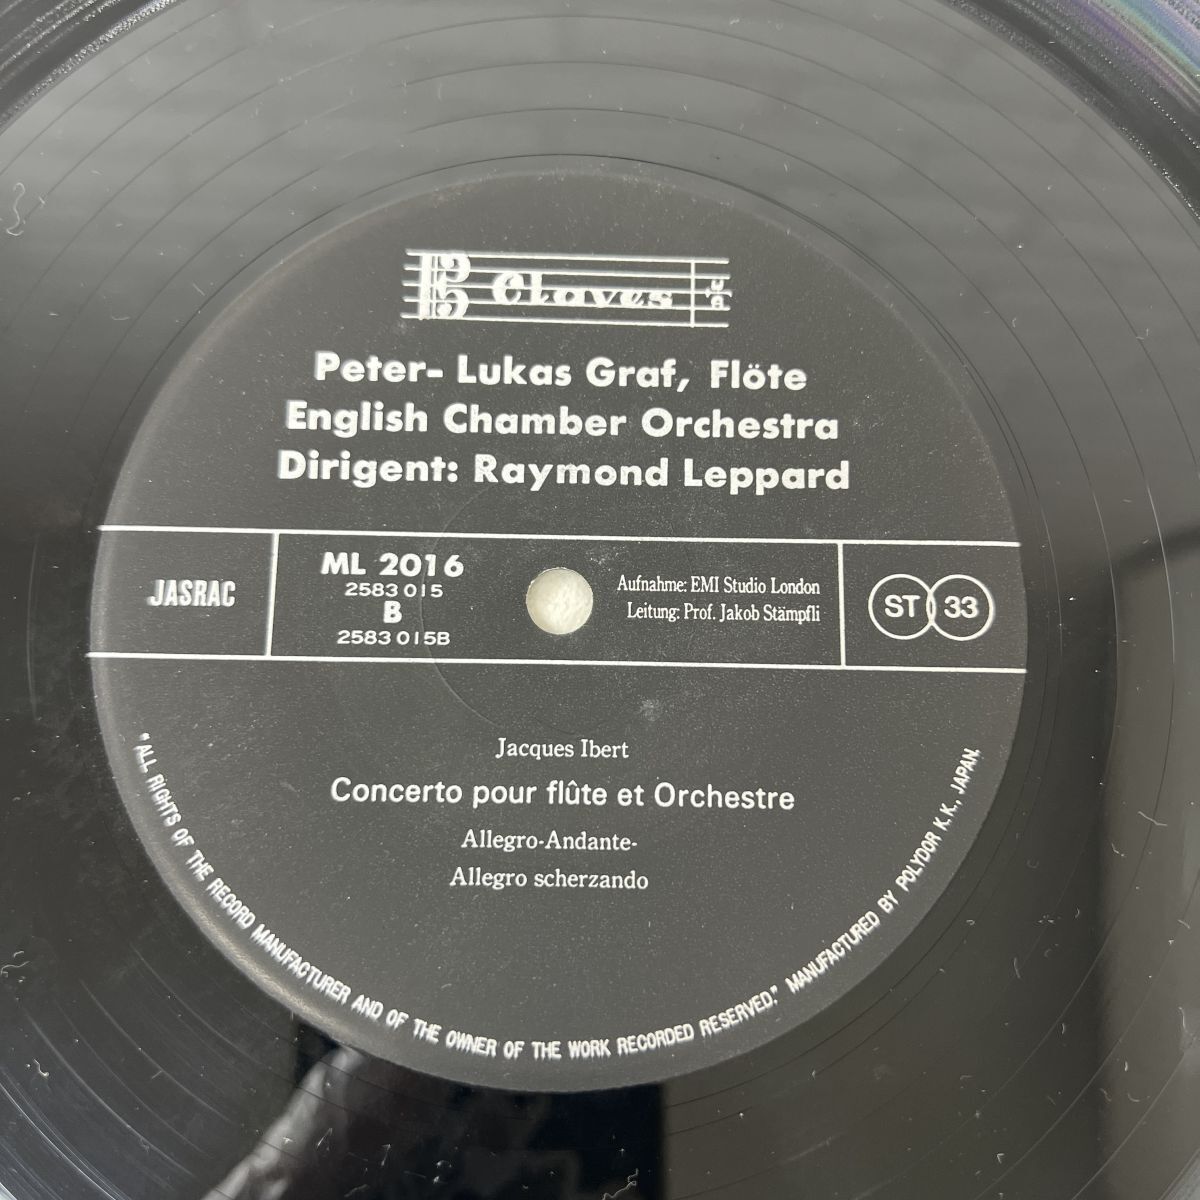 Claves
Peter- Lukas Graf, Flöte
English Chamber Orchestra
Dirigent: Raymond Leppard
JASRAC
ML 2016
2583 015
B
2583 015B
Aufnahme: EMI Studio London
Leitung: Prof. Jakob Stämpfli
ST 33
Jacques Ibert
Concerto pour flûte et Orchestre
Allegro-Andante-
Allegro scherzando
"ALL RIGHTS OF THE RECORD MANUFACTURER AND OF THE OWNER OF THE WORK RECORDED RESERVED." MANUFACTURED BY POLYDOR K.K., JAPAN.